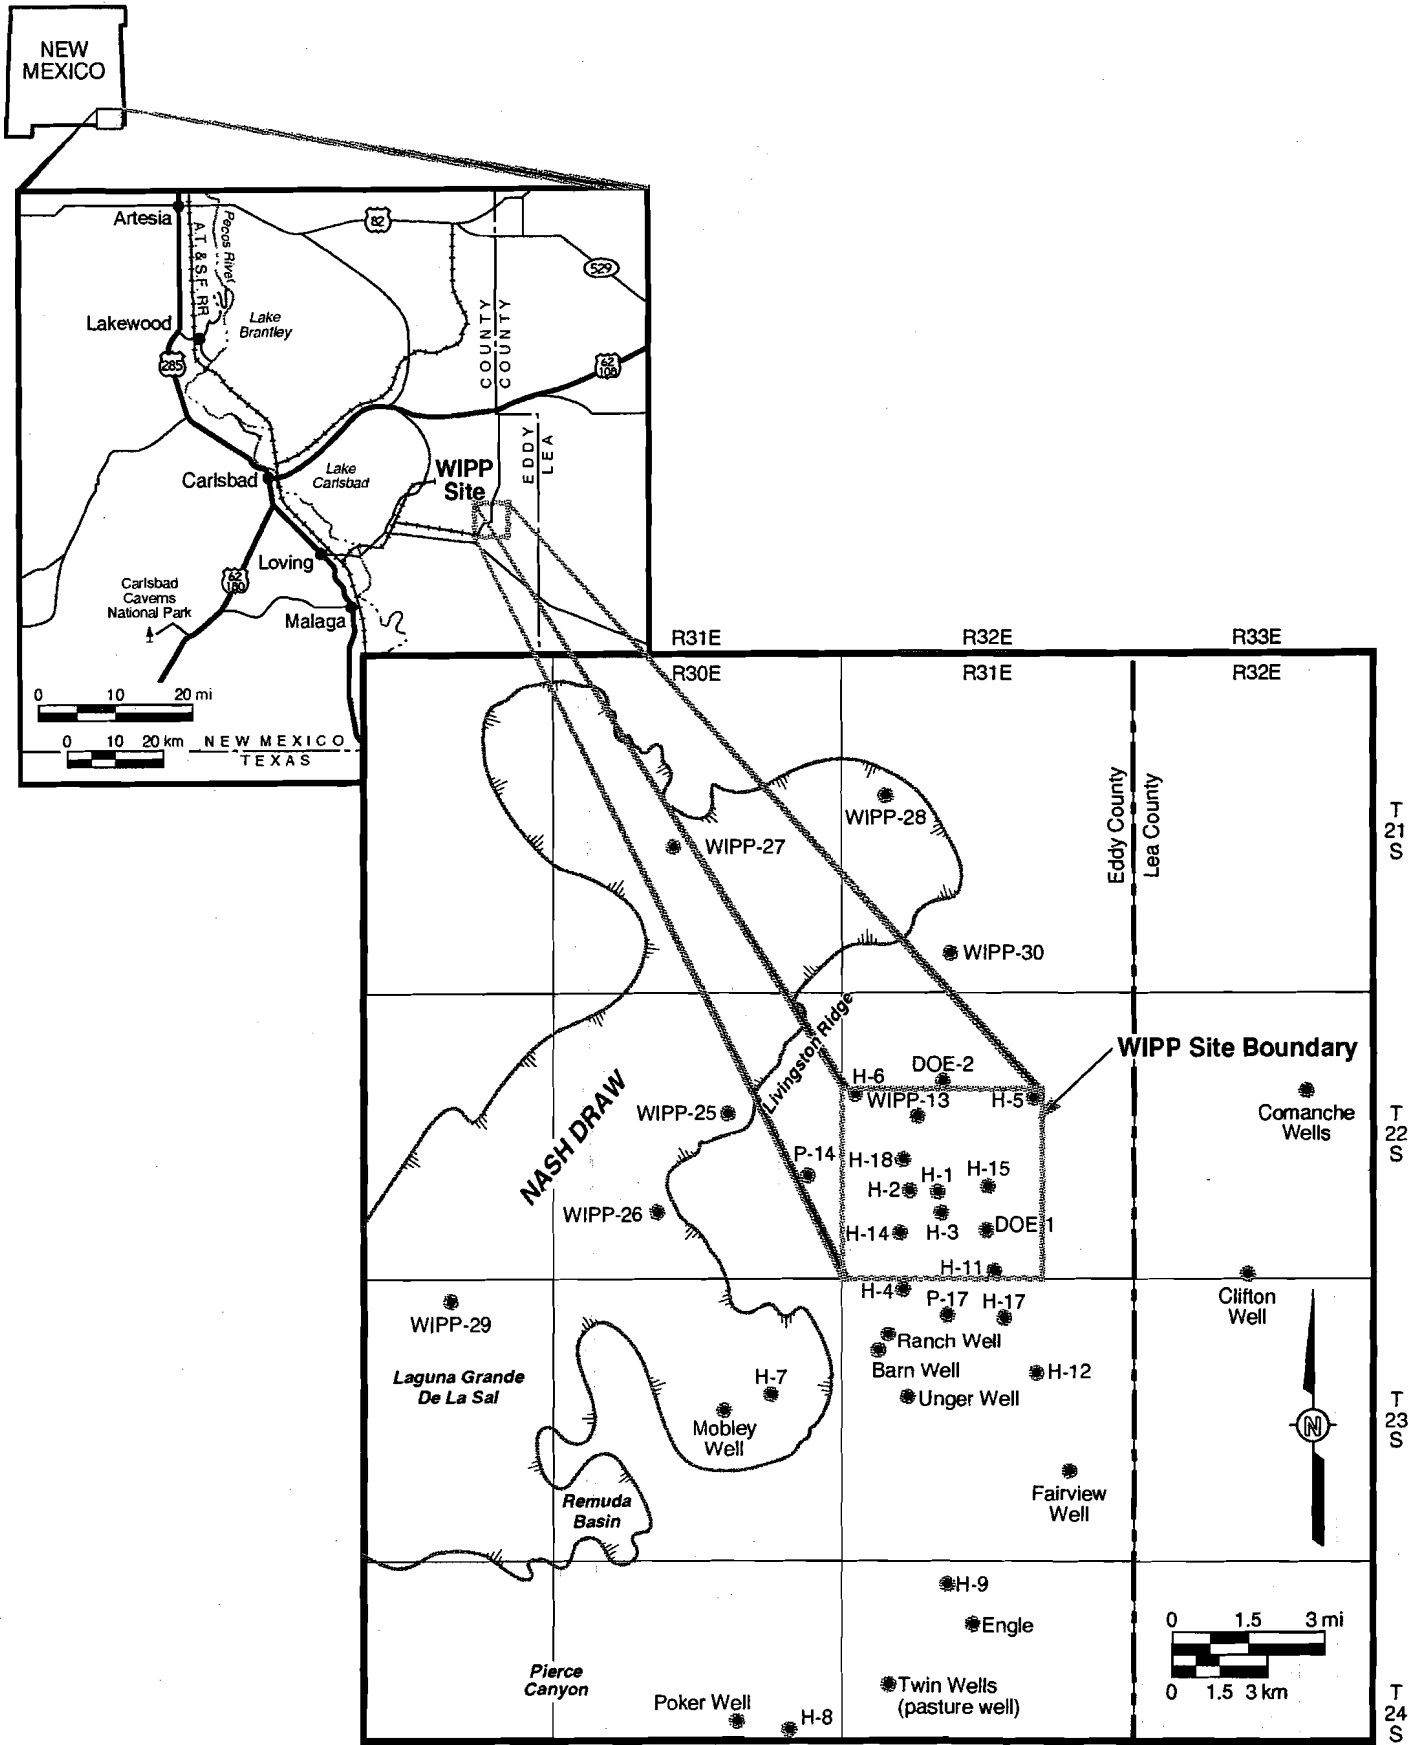 NEW
MEXICO
Artesia
82
A.T. & S.F. RR
Pecos River
529
Lakewood
Lake
Brantley
285
COUNTY
COUNTY
62
108
EDDY
LEA
Carlsbad
Lake
Carlsbad
WIPP
Site
Loving
62
180
Carlsbad
Caverns
National Park
Malaga
0 10 20 mi
0 10 20 km
NEW MEXICO
TEXAS
R31E R32E R33E
R30E R31E R32E
Eddy County
Lea County
T
21
S
WIPP-28
WIPP-27
WIPP-30
Livingston Ridge
WIPP Site Boundary
NASH DRAW
H-6
DOE-2
WIPP-13
H-5
WIPP-25
Comanche
Wells
T
22
S
P-14
H-18
H-1
H-15
H-2
WIPP-26
H-14
H-3
DOE-1
H-11
H-4
P-17
H-17
Clifton
Well
WIPP-29
Ranch Well
Barn Well
H-12
Laguna Grande
De La Sal
H-7
Unger Well
Mobley
Well
N
T
23
S
Remuda
Basin
Fairview
Well
H-9
Engle
0 1.5 3 mi
0 1.5 3 km
Pierce
Canyon
Twin Wells
(pasture well)
Poker Well
H-8
T
24
S